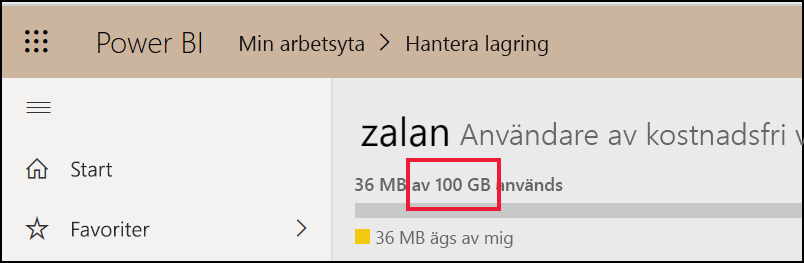 Power BI Min arbetsyta > Hantera lagring
zalan Användare av kostnadsfri v
Start
36 MB av 100 GB används
Favoriter >
36 MB ägs av mig